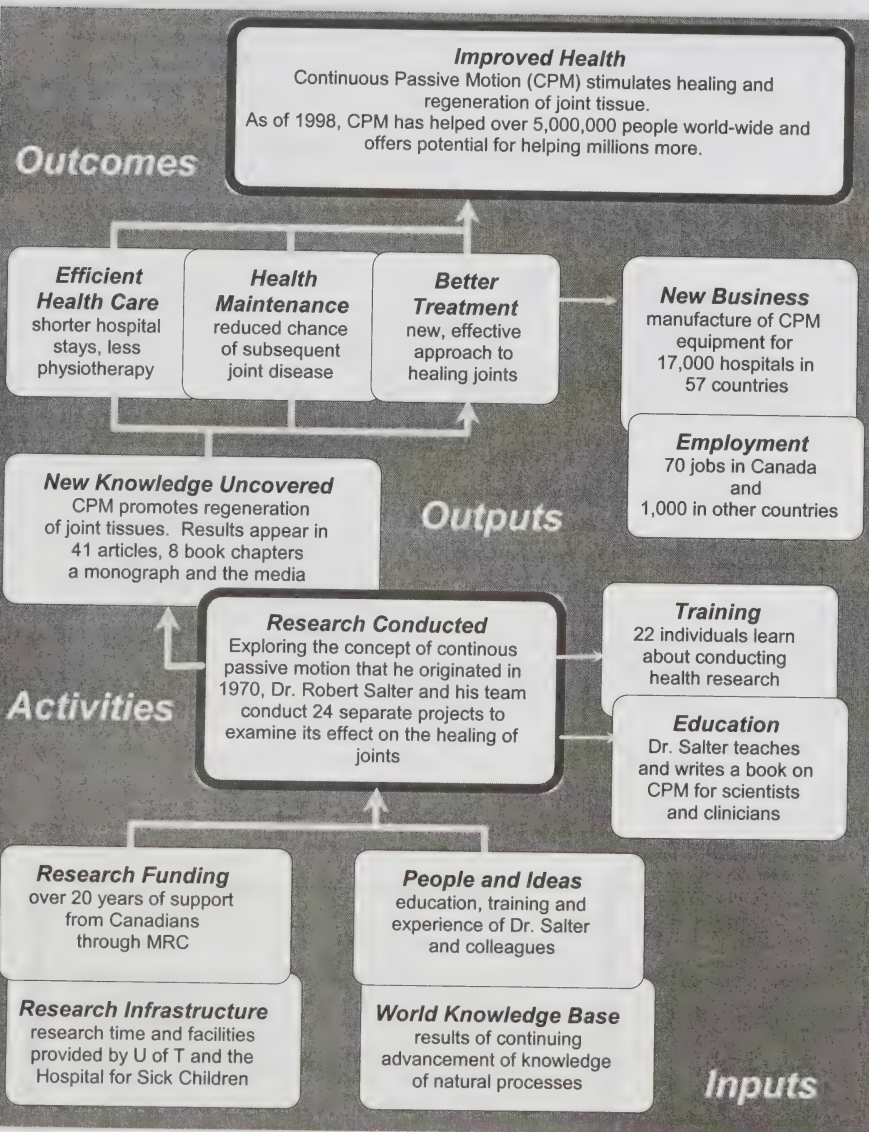 Improved Health
Continuous Passive Motion (CPM) stimulates healing and
regeneration of joint tissue.
As of 1998, CPM has helped over 5,000,000 people world-wide and
offers potential for helping millions more.
Outcomes
Efficient
Health Care
shorter hospital
stays, less
physiotherapy
Health
Maintenance
reduced chance
of subsequent
joint disease
Better
Treatment
new, effective
approach to
healing joints
New Business
manufacture of CPM
equipment for
17,000 hospitals in
57 countries
Employment
70 jobs in Canada
and
1,000 in other countries
New Knowledge Uncovered
CPM promotes regeneration
of joint tissues. Results appear in
41 articles, 8 book chapters
a monograph and the media
Outputs
Research Conducted
Exploring the concept of continous
passive motion that he originated in
1970, Dr. Robert Salter and his team
conduct 24 separate projects to
examine its effect on the healing of
joints
Training
22 individuals learn
about conducting
health research
Activities
Education
Dr. Salter teaches
and writes a book on
CPM for scientists
and clinicians
Research Funding
over 20 years of support
from Canadians
through MRC
People and Ideas
education, training and
experience of Dr. Salter
and colleagues
Research Infrastructure
research time and facilities
provided by U of T and the
Hospital for Sick Children
World Knowledge Base
results of continuing
advancement of knowledge
of natural processes
Inputs